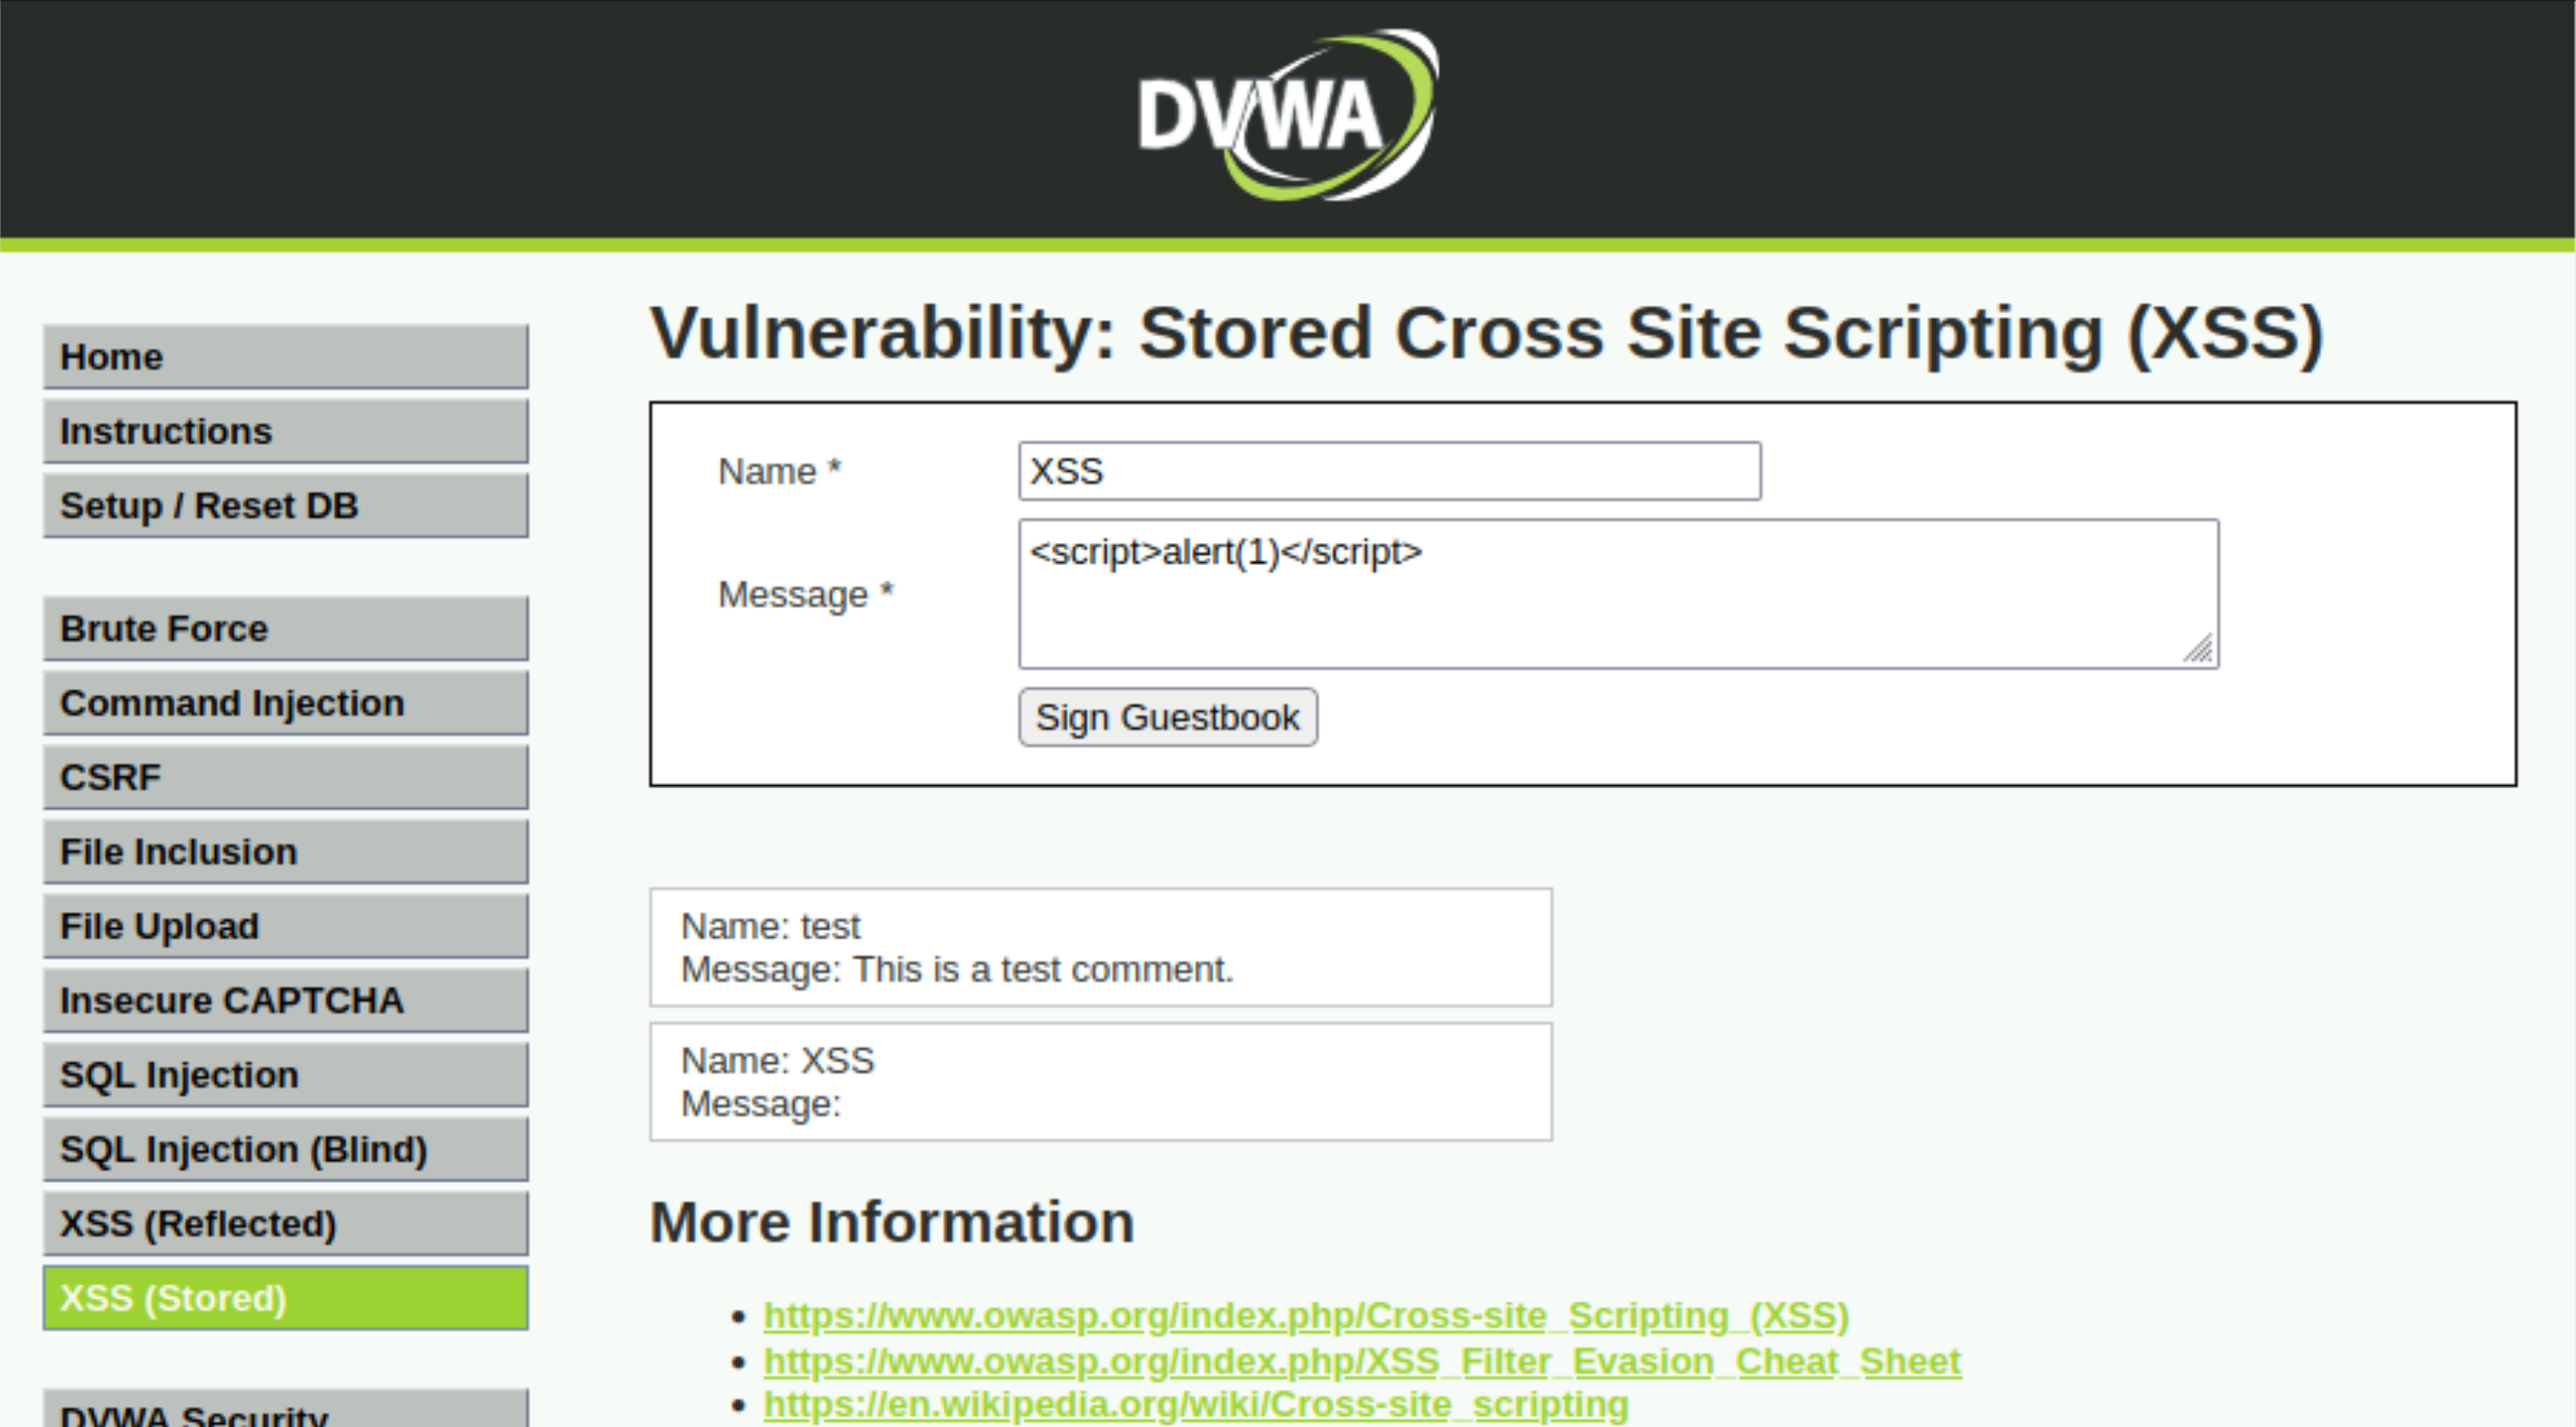 DVWA
Home
Instructions
Setup / Reset DB
Brute Force
Command Injection
CSRF
File Inclusion
File Upload
Insecure CAPTCHA
SQL Injection
SQL Injection (Blind)
XSS (Reflected)
XSS (Stored)
DVWA Security
Vulnerability: Stored Cross Site Scripting (XSS)
Name * XSS
Message * <script>alert(1)</script>
Sign Guestbook
Name: test
Message: This is a test comment.
Name: XSS
Message:
More Information
https://www.owasp.org/index.php/Cross-site_Scripting_(XSS)
https://www.owasp.org/index.php/XSS_Filter_Evasion_Cheat_Sheet
https://en.wikipedia.org/wiki/Cross-site_scripting